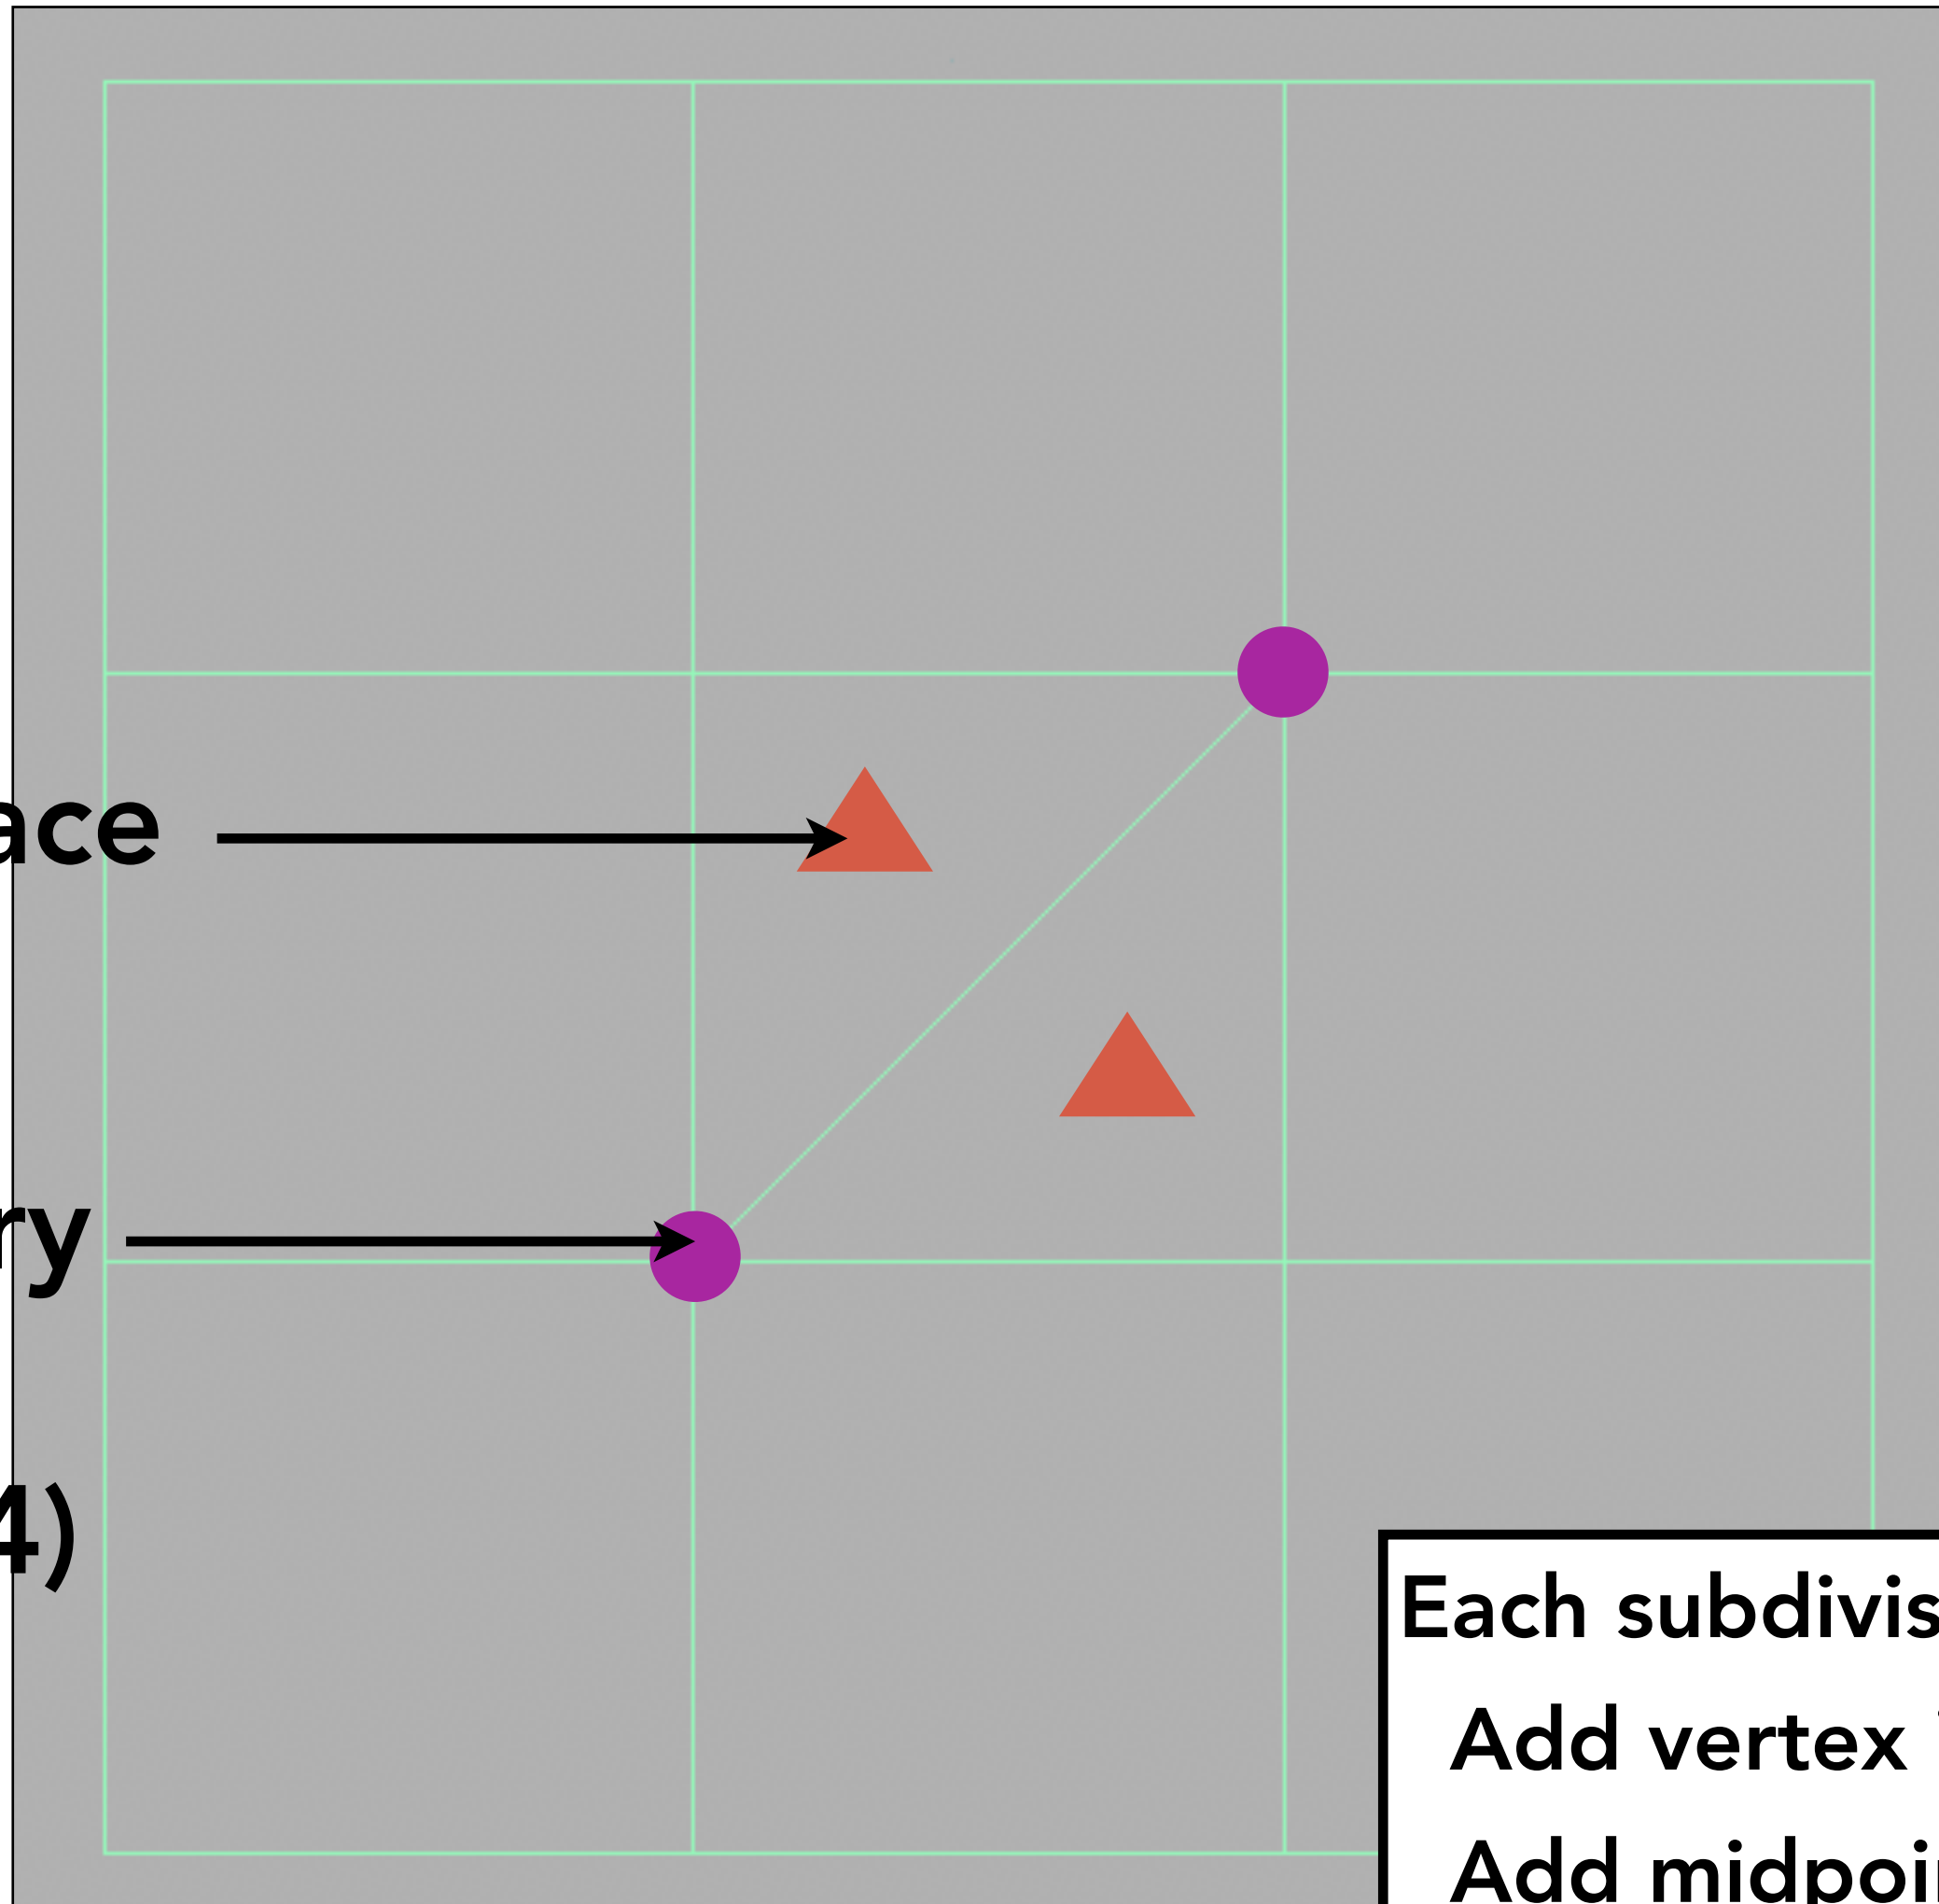 ace
ry
4)
Each subdivis
Add vertex
Add midpoi